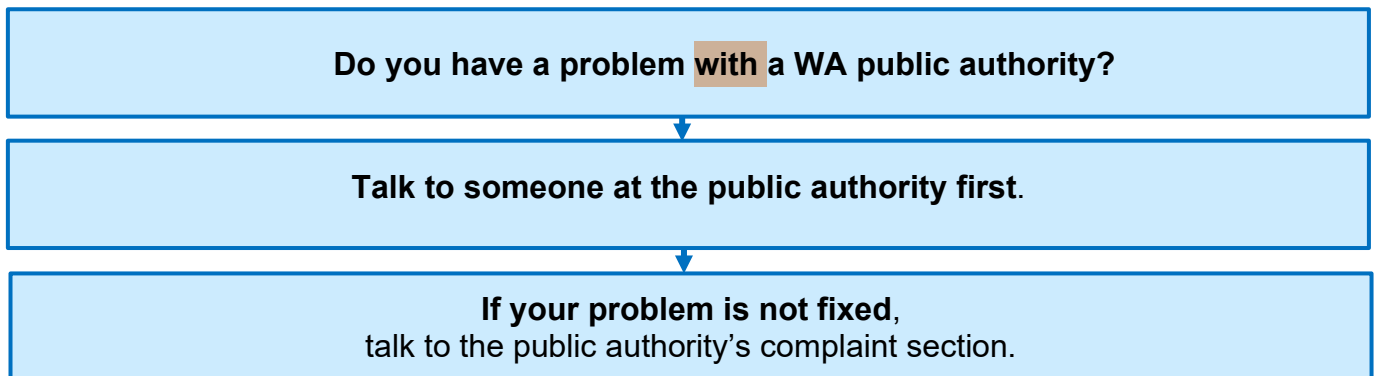 Do you have a problem with a WA public authority?
Talk to someone at the public authority first.
If your problem is not fixed,
talk to the public authority’s complaint section.